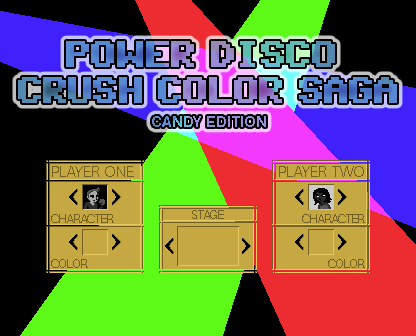 POWER DISCO
CRUSH COLOR SAGA
CANDY EDITION
PLAYER ONE
CHARACTER
COLOR
STAGE
PLAYER TWO
CHARACTER
COLOR